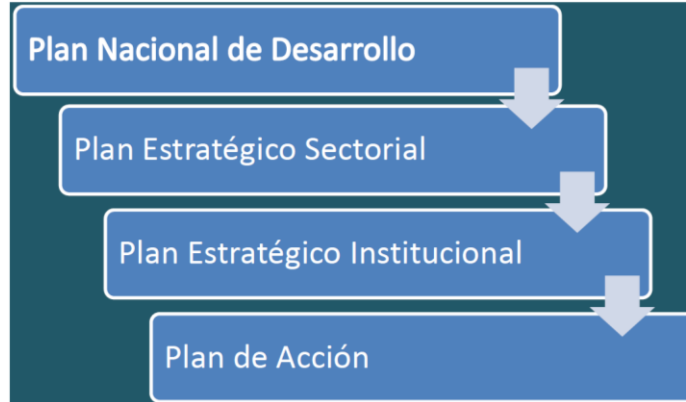 Plan Nacional de Desarrollo
Plan Estratégico Sectorial
Plan Estratégico Institucional
Plan de Acción